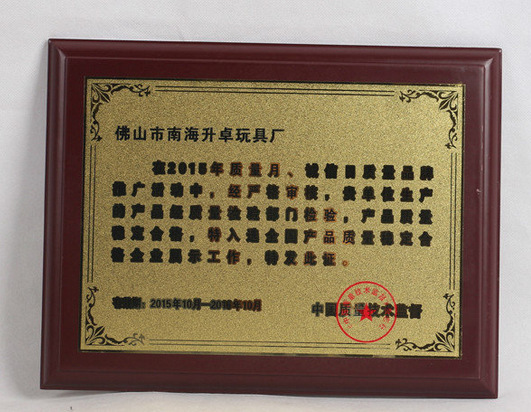 佛山市南海升卓玩具厂
在2015年质量月、诚信日质量品牌
推广活动中，经严格审核，贵单位生产
的产品经质量检验部门检验，产品质量
稳定合格，特入选全国产品质量稳定合
格企业展示工作，特发此证。
有效期：2015年10月—2016年10月
中国质量技术监督